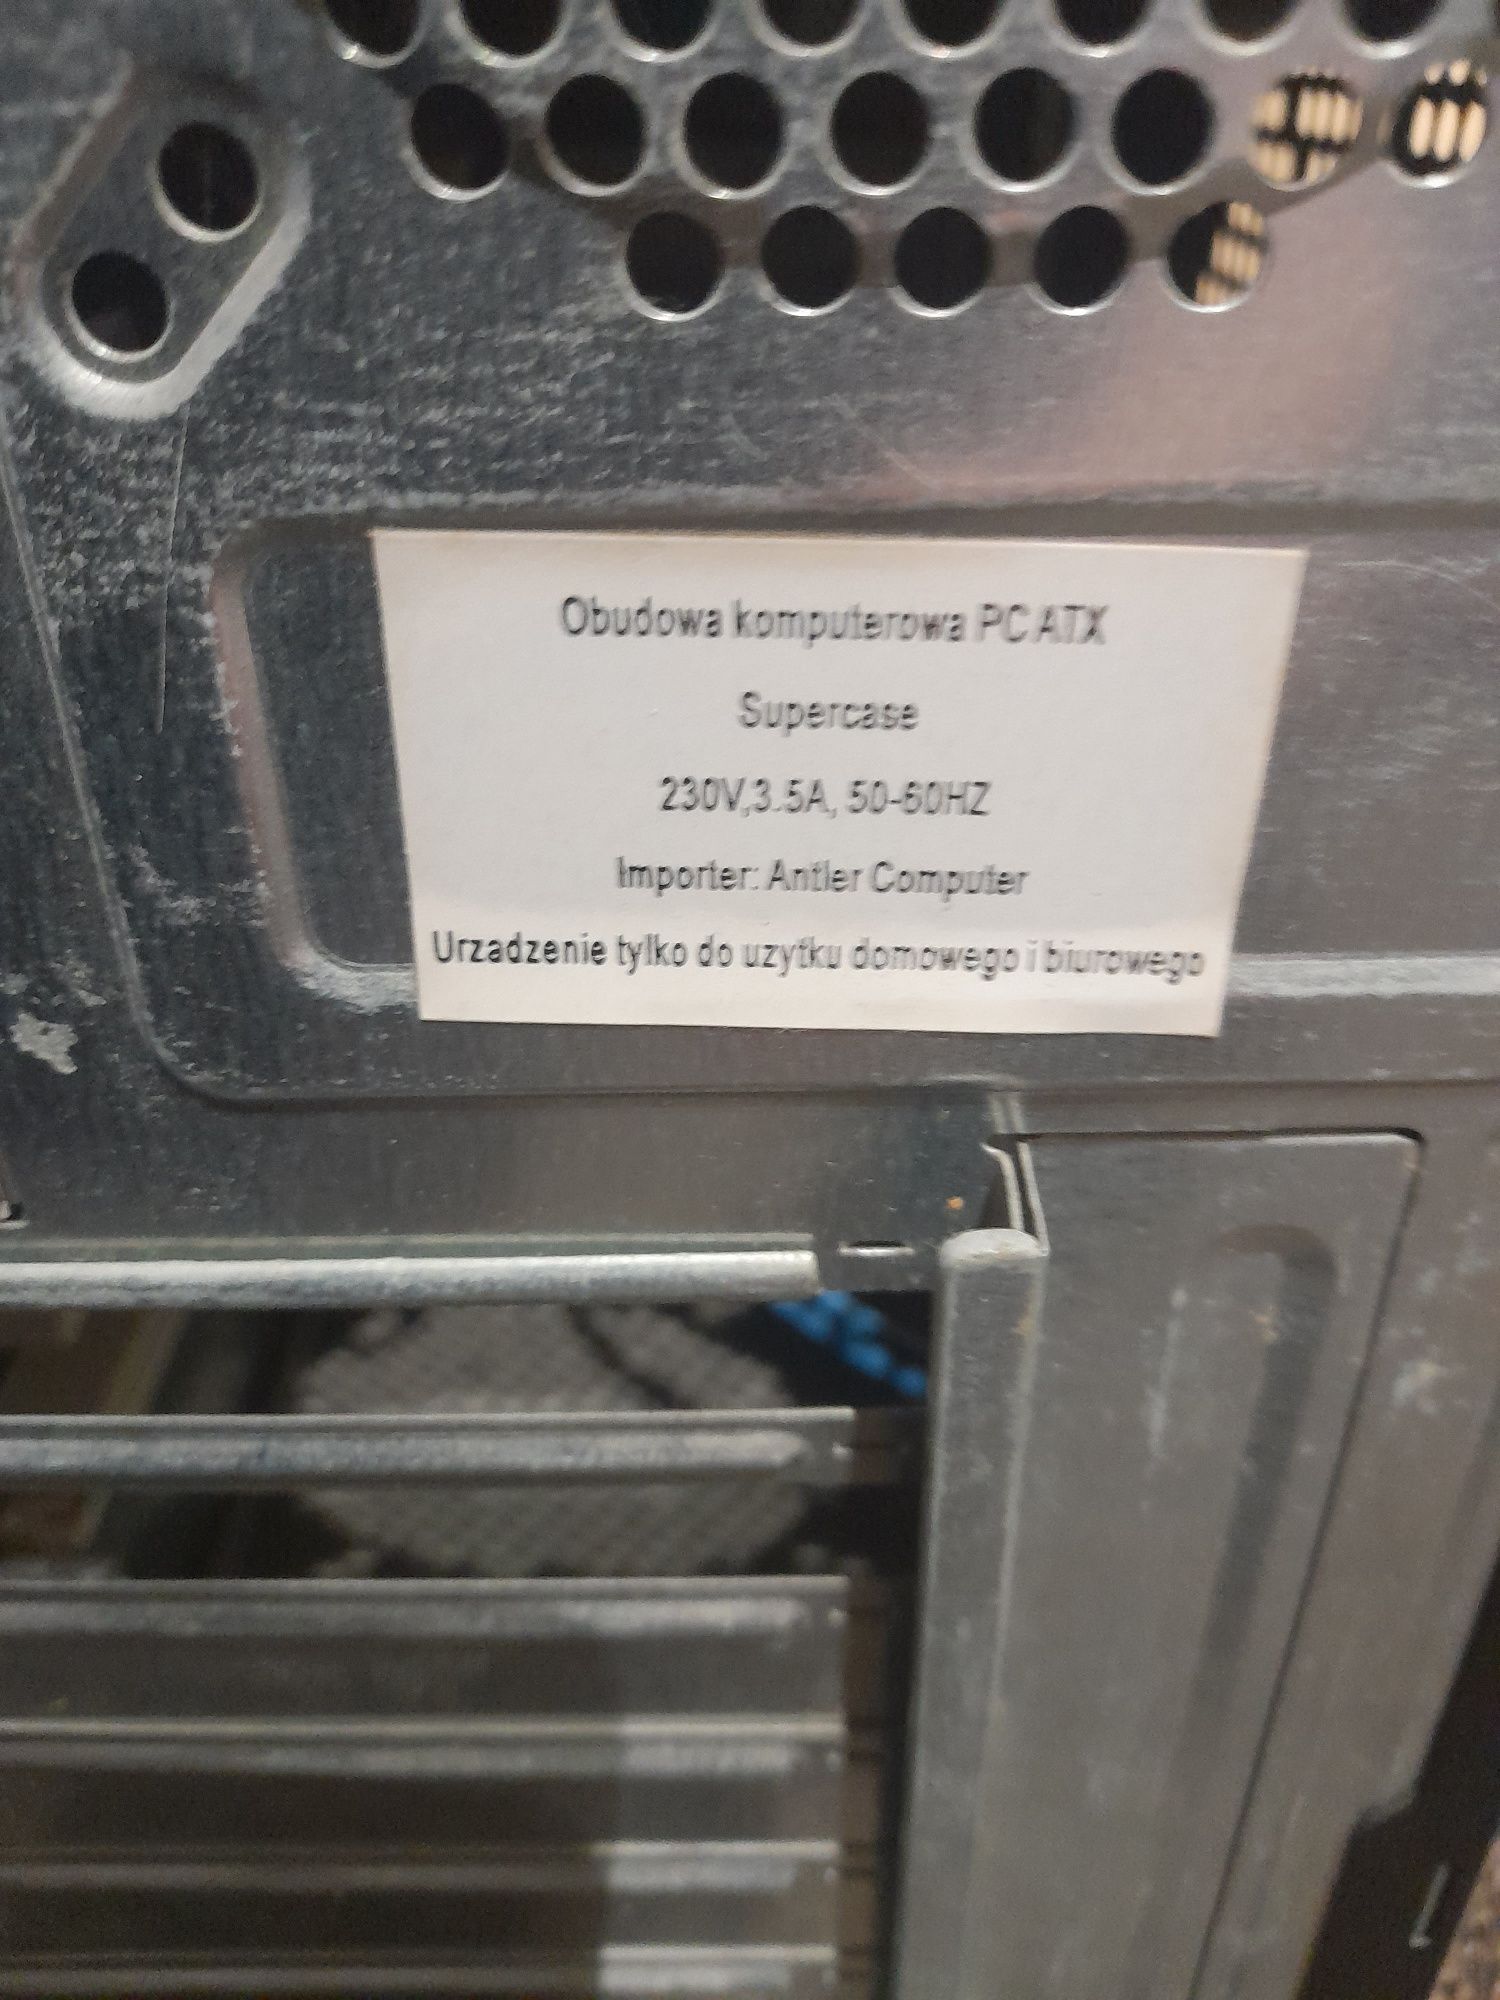 Obudowa komputerowa PC ATX
Supercase
230V,3.5A, 50-60HZ
Importer: Antler Computer
Urzadzenie tylko do uzytku domowego i biurowego